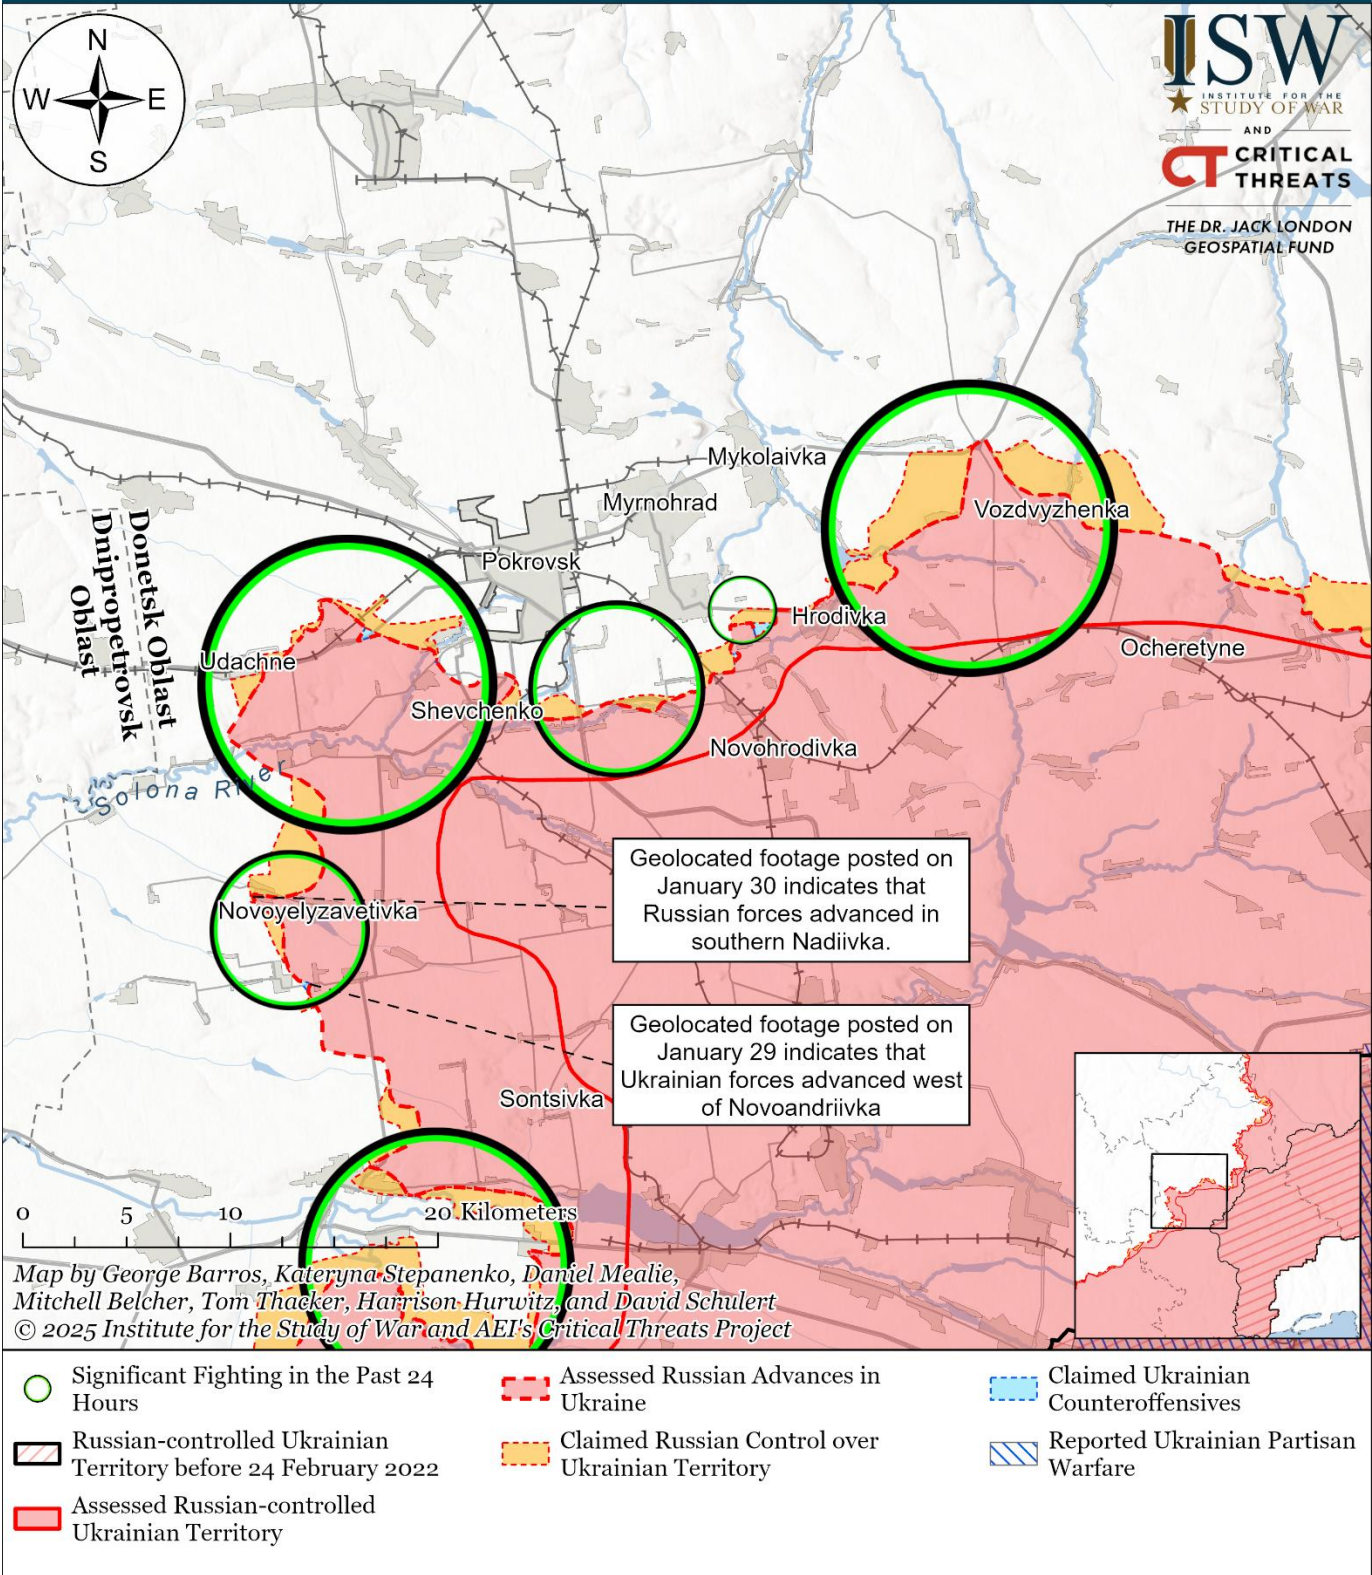 N
W E
S
ISW
INSTITUTE FOR THE
STUDY OF WAR
AND
CT CRITICAL
THREATS
THE DR. JACK LONDON
GEOSPATIAL FUND
Mykolaivka
Myrnohrad
Vozdvyzhenka
Pokrovsk
Donetsk Oblast
Dnipropetrovsk
Oblast
Hrodivka
Ocheretyne
Udachne
Shevchenko
Novohrodivka
Solona River
Geolocated footage posted on
January 30 indicates that
Russian forces advanced in
southern Nadiivka.
Novoyelyzavetivka
Geolocated footage posted on
January 29 indicates that
Ukrainian forces advanced west
of Novoandriivka
Sontsivka
0 5 10 20 Kilometers
Map by George Barros, Kateryna Stepanenko, Daniel Mealie,
Mitchell Belcher, Tom Thacker, Harrison Hurwitz, and David Schulert
© 2025 Institute for the Study of War and AEI's Critical Threats Project
Significant Fighting in the Past 24
Hours
Russian-controlled Ukrainian
Territory before 24 February 2022
Assessed Russian-controlled
Ukrainian Territory
Assessed Russian Advances in
Ukraine
Claimed Russian Control over
Ukrainian Territory
Claimed Ukrainian
Counteroffensives
Reported Ukrainian Partisan
Warfare